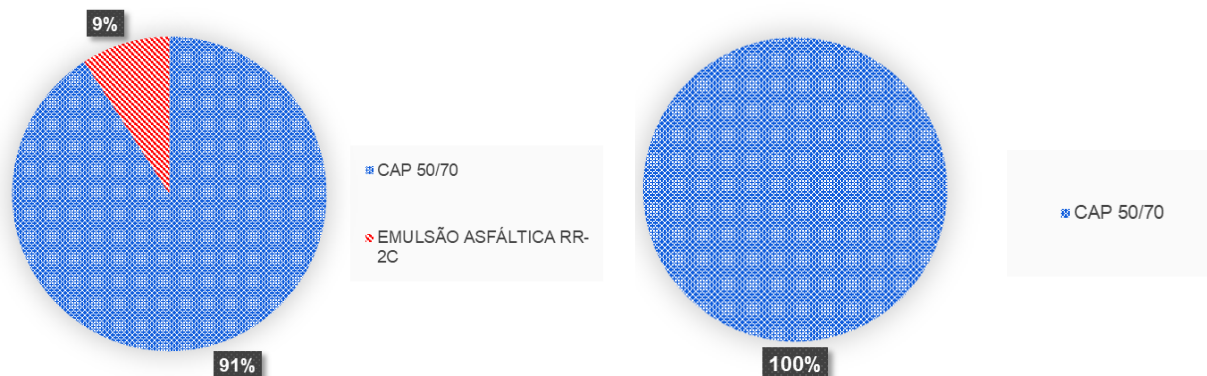 9%
CAP 50/70
EMULSÃO ASFÁLTICA RR-
2C
91%
CAP 50/70
100%